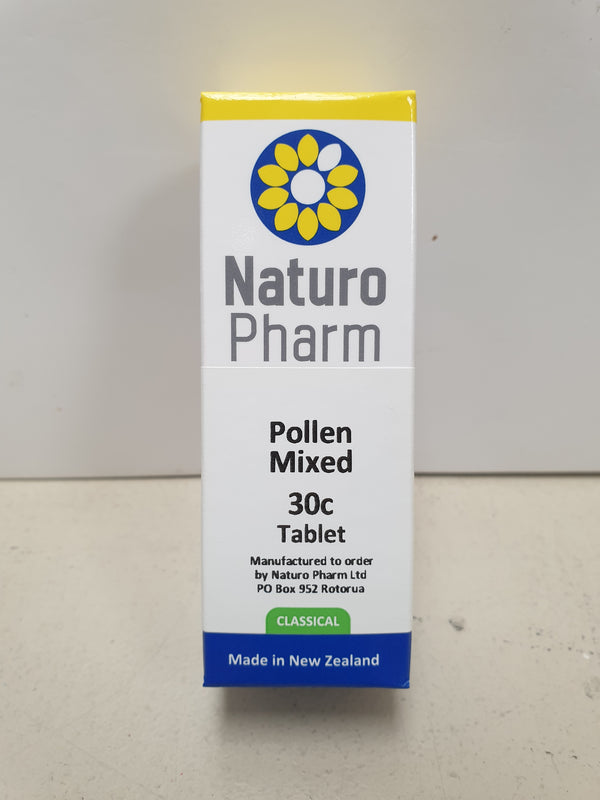 Naturo
Pharm
Pollen
Mixed
30c
Tablet
Manufactured to order
by Naturo Pharm Ltd
PO Box 952 Rotorua
CLASSICAL
Made in New Zealand